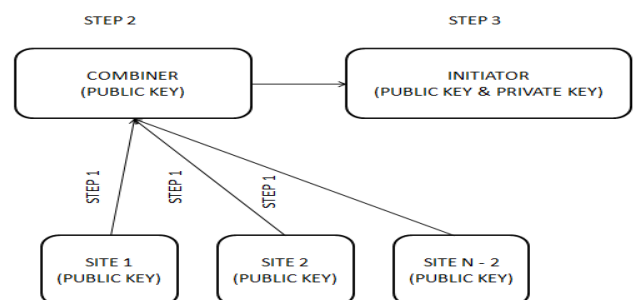 STEP 2
STEP 3
COMBINER
(PUBLIC KEY)
INITIATOR
(PUBLIC KEY & PRIVATE KEY)
STEP 1
STEP 1
STEP 1
SITE 1
(PUBLIC KEY)
SITE 2
(PUBLIC KEY)
SITE N - 2
(PUBLIC KEY)